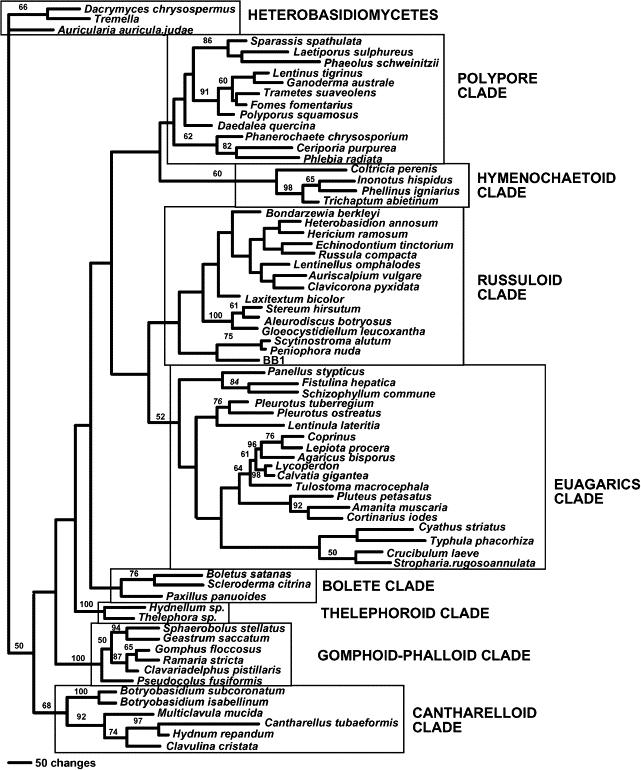 66
Dacrymyces chrysospermus
Tremella
Auricularia auricula.judae
HETEROBASIDIOMYCETES
86
Sparassis spathulata
Laetiporus sulphureus
Phaeolus schweinitzii
60
Lentinus tigrinus
Ganoderma australe
91
Trametes suaveolens
Fomes fomentarius
Polyporus squamosus
Daedalea quercina
62
Phanerochaete chrysosporium
82
Ceriporia purpurea
Phlebia radiata
POLYPORE
CLADE
60
Coltricia perenis
65
Inonotus hispidus
98
Phellinus igniarius
Trichaptum abietinum
HYMENOCHAETOID
CLADE
Bondarzewia berkleyi
Heterobasidion annosum
Hericium ramosum
Echinodontium tinctorium
Russula compacta
Lentinellus omphalodes
Auriscalpium vulgare
Clavicorona pyxidata
Laxitextum bicolor
61
Stereum hirsutum
100
Aleurodiscus botryosus
Gloeocystidiellum leucoxantha
75
Scytinostroma alutum
Peniophora nuda
BB1
RUSSULOID
CLADE
52
Panellus stypticus
84
Fistulina hepatica
Schizophyllum commune
76
Pleurotus tuberregium
Pleurotus ostreatus
Lentinula lateritia
76
Coprinus
96
Lepiota procera
61
Agaricus bisporus
64
Lycoperdon
98
Calvatia gigantea
Tulostoma macrocephala
Pluteus petasatus
92
Amanita muscaria
Cortinarius iodes
Cyathus striatus
Typhula phacorhiza
50
Crucibulum laeve
Stropharia.rugosoannulata
EUAGARICS
CLADE
76
Boletus satanas
Scleroderma citrina
Paxillus panuoides
BOLETE CLADE
100
Hydnellum sp.
Thelephora sp.
THELEPHOROID CLADE
50
100
94
Sphaerobolus stellatus
50
Geastrum saccatum
65
Gomphus floccosus
87
Ramaria stricta
Clavariadelphus pistillaris
Pseudocolus fusiformis
GOMPHOID-PHALLOID CLADE
68
100
Botryobasidium subcoronatum
Botryobasidium isabellinum
92
Multiclavula mucida
97
Cantharellus tubaeformis
74
Hydnum repandum
Clavulina cristata
CANTHARELLOID
CLADE
50 changes